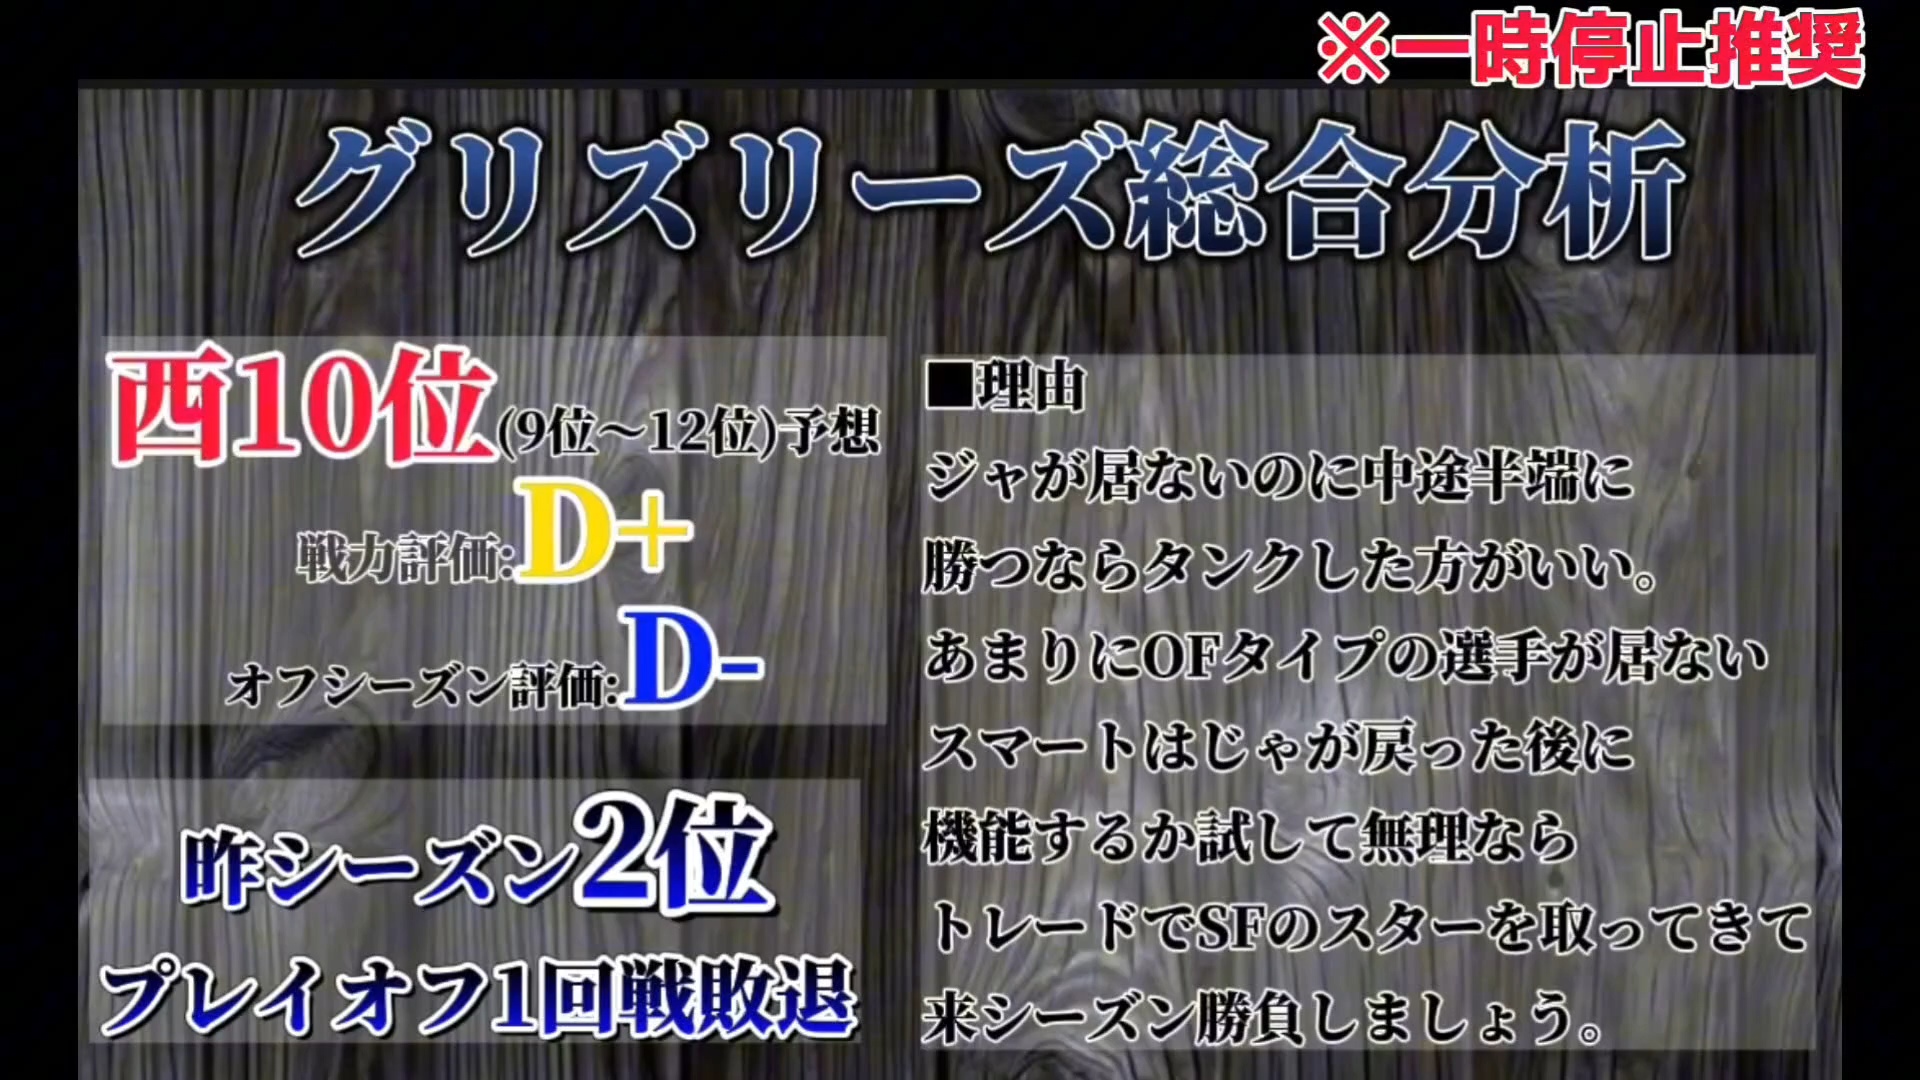 ※一時停止推奨
グリズリーズ総合分析
西10位(9位～12位)予想
戦力評価:D+
オフシーズン評価:D-
昨シーズン2位
プレイオフ1回戦敗退
■理由
ジャが居ないのに中途半端に
勝つならタンクした方がいい。
あまりにOFタイプの選手が居ない
スマートはじゃが戻った後に
機能するか試して無理なら
トレードでSFのスターを取ってきて
来シーズン勝負しましょう。